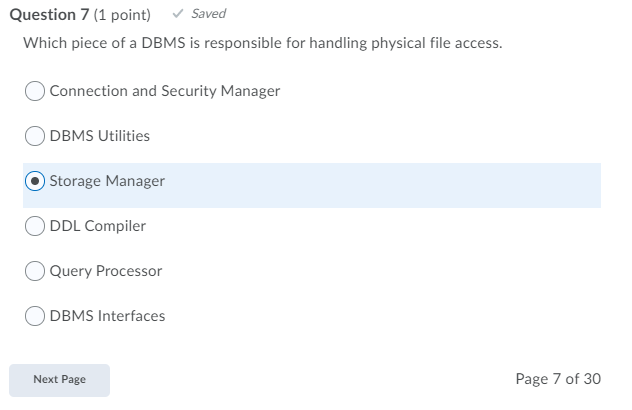 Question 7 (1 point) ✓ Saved
Which piece of a DBMS is responsible for handling physical file access.
Connection and Security Manager
DBMS Utilities
Storage Manager
DDL Compiler
Query Processor
DBMS Interfaces
Next Page Page 7 of 30